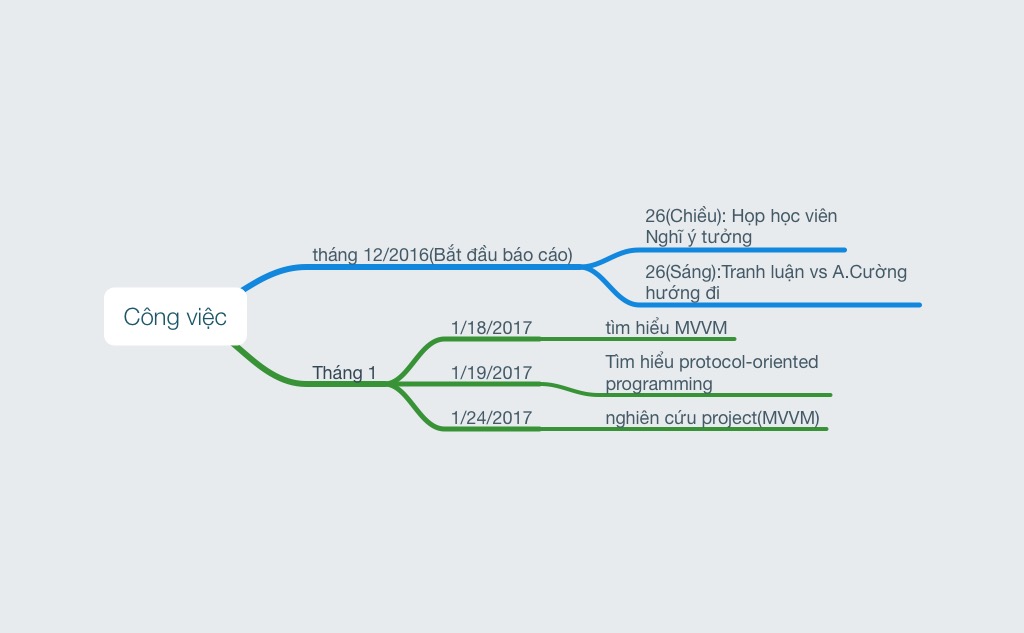 Công việc
tháng 12/2016(Bắt đầu báo cáo)
26(Chiều): Họp học viên
Nghĩ ý tưởng
26(Sáng):Tranh luận vs A.Cường
hướng đi
Tháng 1
1/18/2017
tìm hiểu MVVM
1/19/2017
Tìm hiểu protocol-oriented
programming
1/24/2017
nghiên cứu project(MVVM)